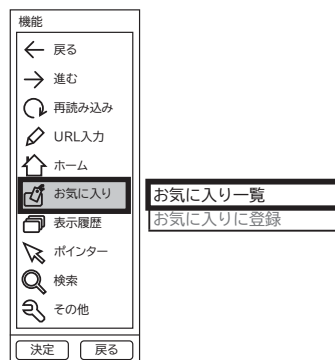 機能
戻る
進む
再読み込み
URL入力
ホーム
お気に入り
表示履歴
ポインター
検索
その他
決定 戻る
お気に入り一覧
お気に入りに登録